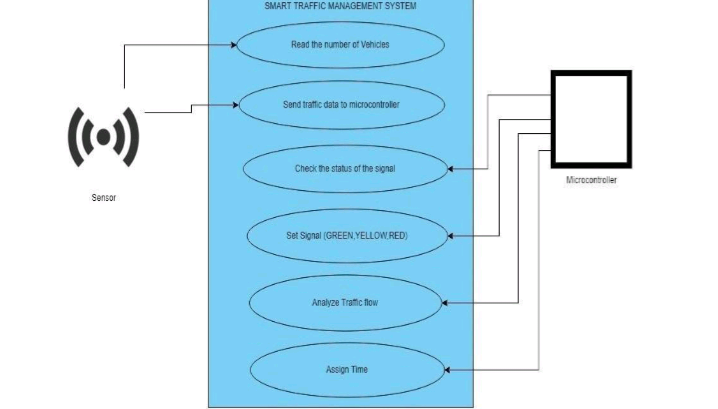 SMART TRAFFIC MANAGEMENT SYSTEM
Read the number of Vehicles
Send traffic data to microcontroller
Check the status of the signal
Microcontroller
Sensor
Set Signal (GREEN,YELLOW,RED)
Analyze Traffic flow
Assign Time